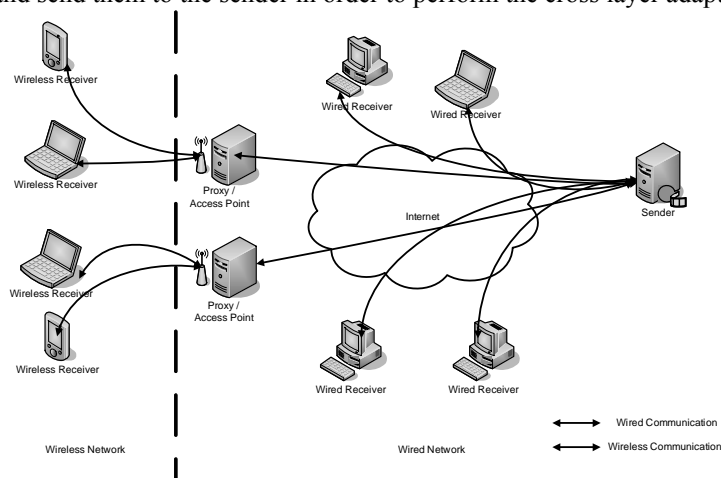 and send them to the sender in order to perform the cross layer
Wireless Receiver
Wired Receiver
Wired Receiver
Wireless Receiver
Proxy /
Access Point
Internet
Sender
Wireless Receiver
Proxy /
Access Point
Wireless Receiver
Wired Receiver
Wired Receiver
Wired Communication
Wireless Network
Wired Network
Wireless Communication